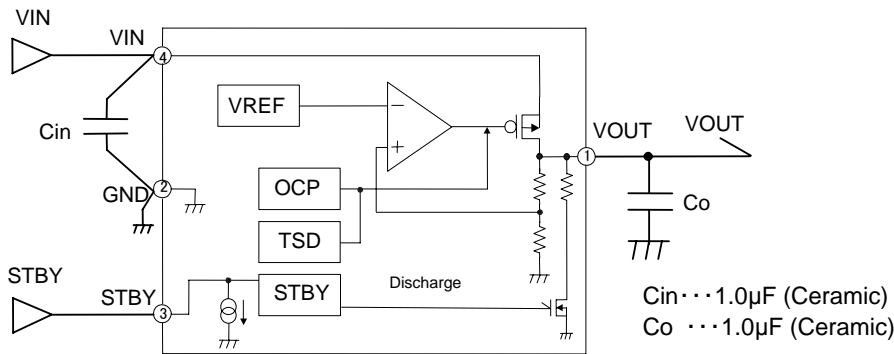 VIN
VIN
4
VREF
−
+
Cin
VOUT
VOUT
1
GND
2
OCP
Co
TSD
STBY
STBY
3
STBY
Discharge
Cin･･･1.0µF (Ceramic)
Co ･･･1.0µF (Ceramic)